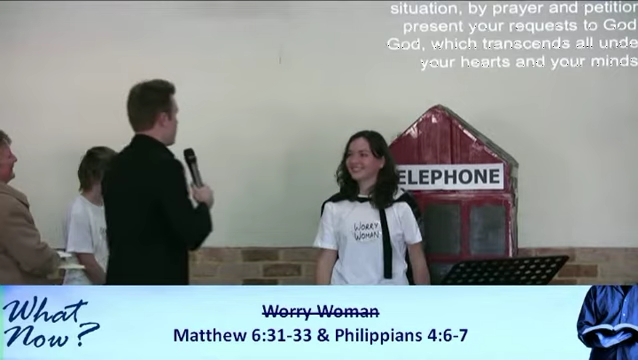 situation, by prayer and petition
present your requests to God
God, which transcends all unde
your hearts and your minds
ELEPHONE
WORRY
WOMAN
What
Now?
Worry Woman
Matthew 6:31-33 & Philippians 4:6-7